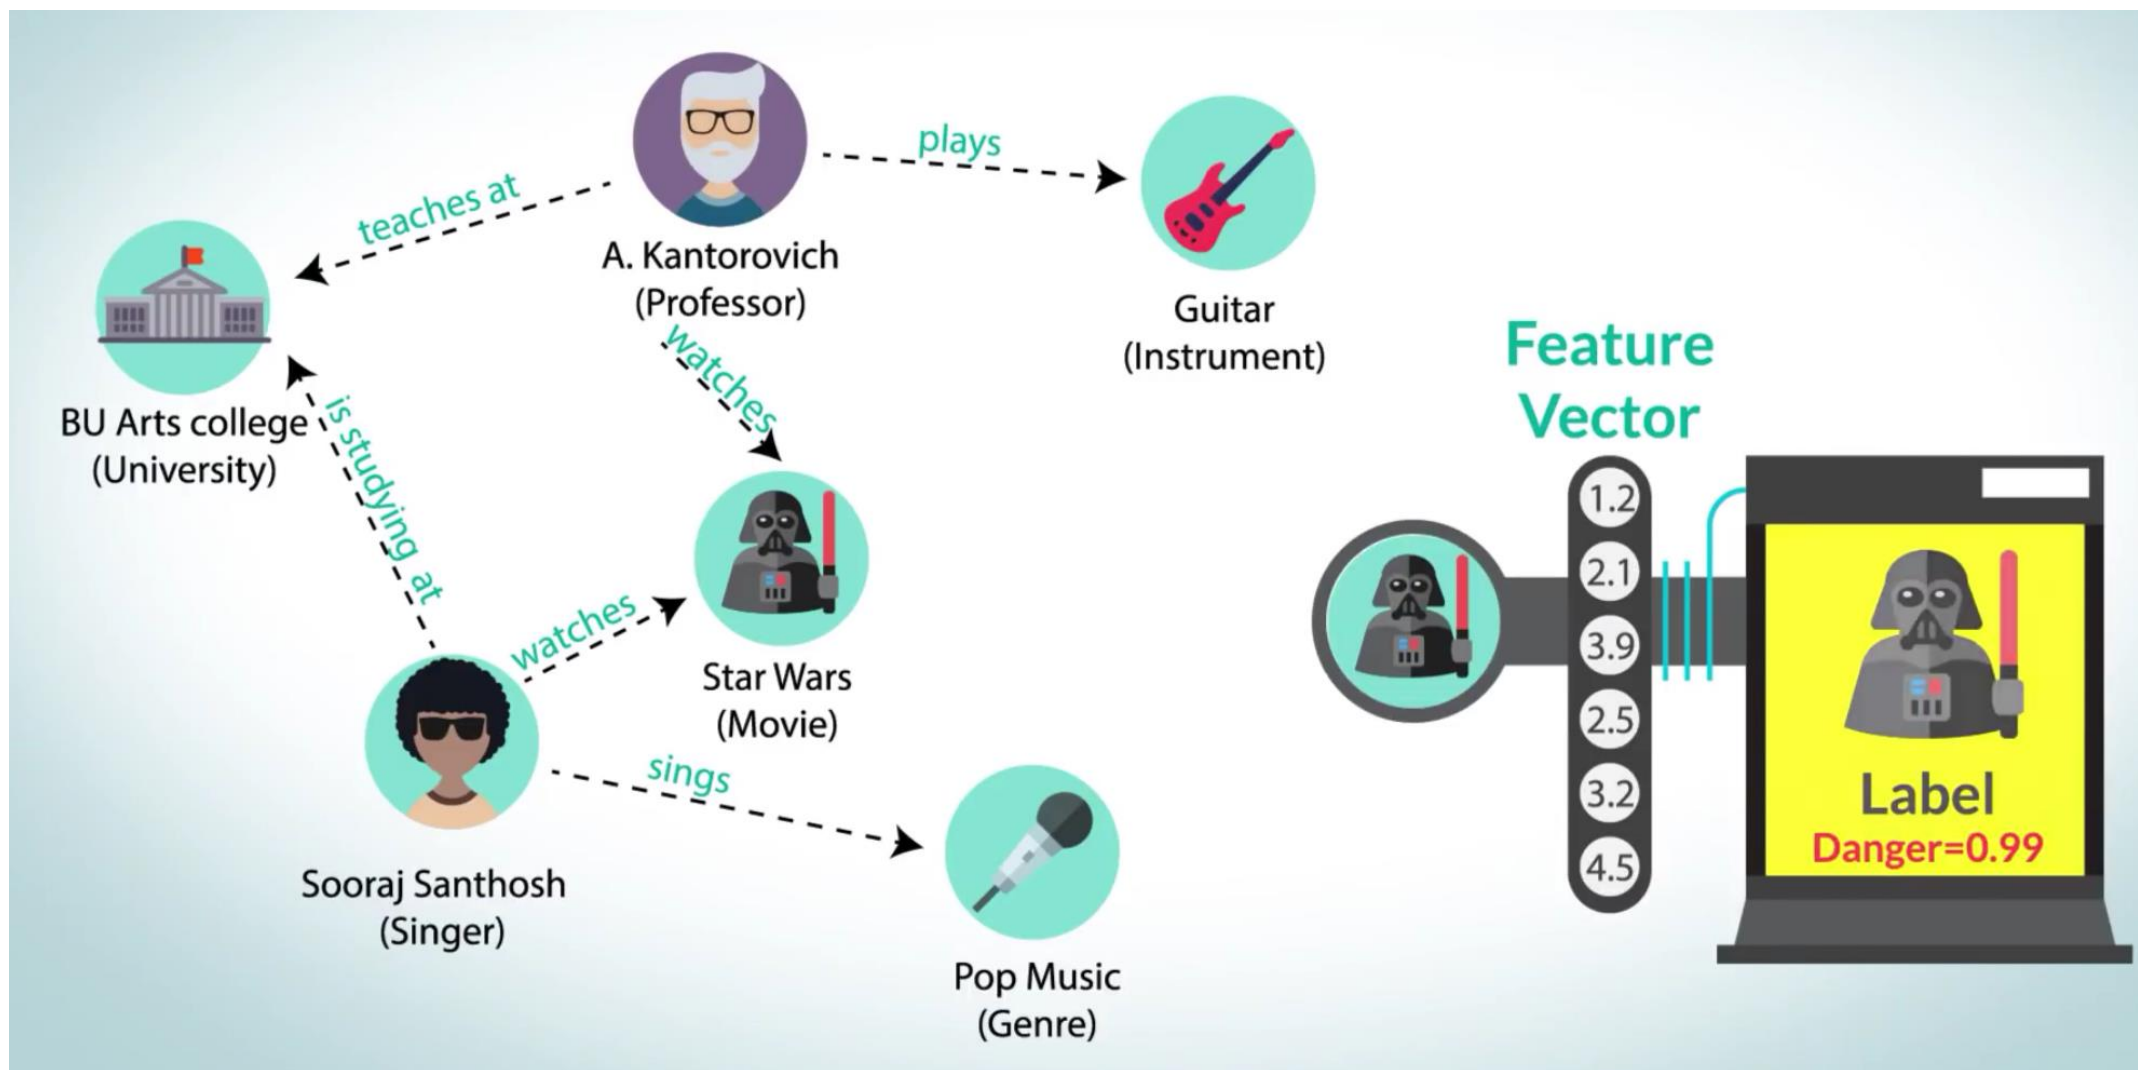 plays
teaches at
A. Kantorovich
(Professor)
Guitar
(Instrument)
watches
BU Arts college
(University)
is studying at
Star Wars
(Movie)
watches
sings
Sooraj Santhosh
(Singer)
Pop Music
(Genre)
Feature
Vector
1.2
2.1
3.9
2.5
3.2
4.5
Label
Danger=0.99